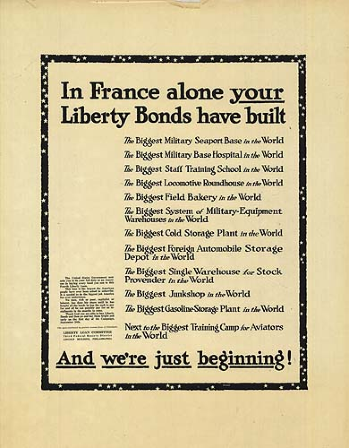 In France alone your
Liberty Bonds have built
The Biggest Military Seaport Base in the World
The Biggest Military Base Hospital in the World
The Biggest Staff Training School in the World
The Biggest Locomotive Roundhouse in the World
The Biggest Field Bakery in the World
The Biggest System of Military-Equipment
Warehouses in the World
The Biggest Cold Storage Plant in the World
The Biggest Foreign Automobile Storage
Depot in the World
The Biggest Single Warehouse for Stock
Provender in the World
The Biggest Junkshop in the World
The Biggest Gasoline-Storage Plant in the World
Next to the Biggest Training Camp for Aviators
in the World
LIBERTY LOAN COMMITTEE
And we're just beginning!